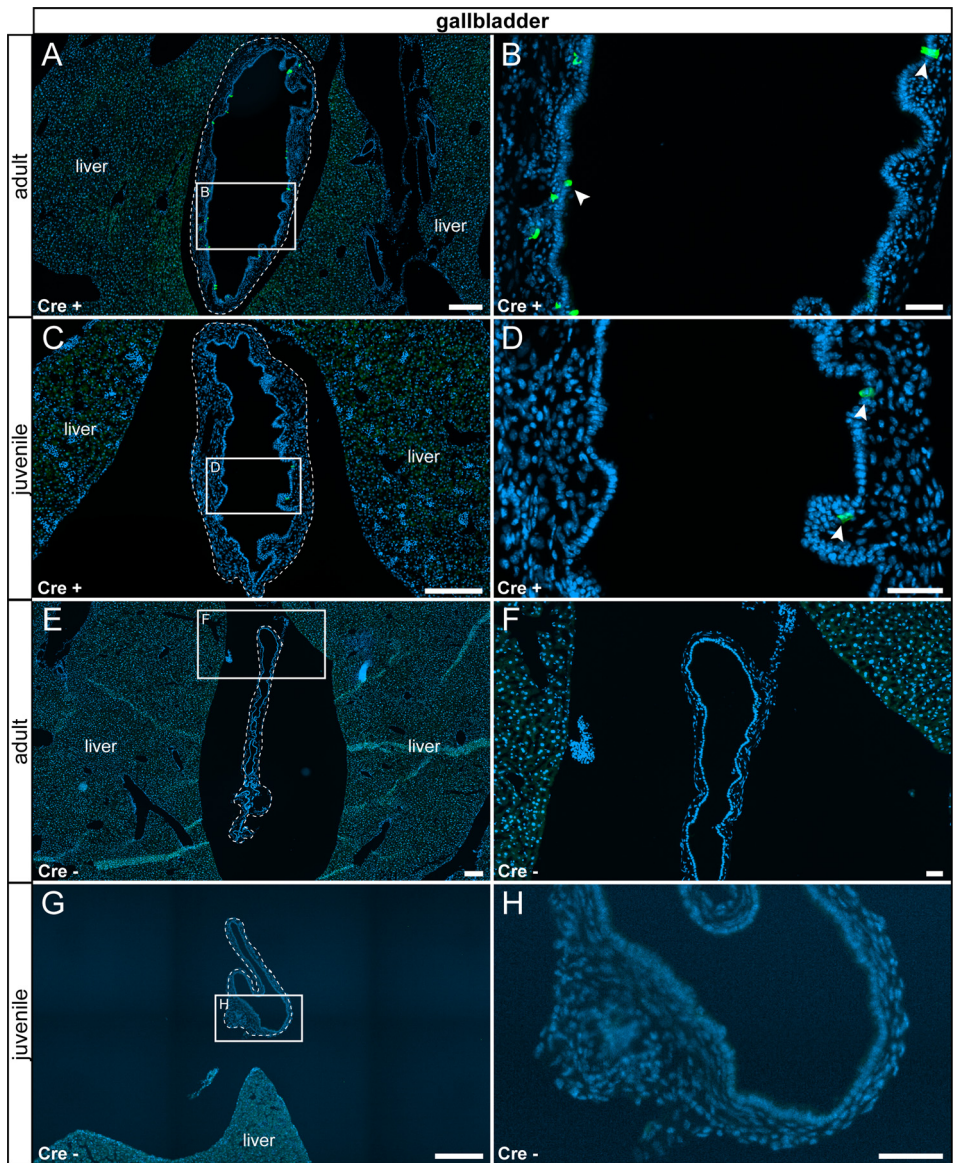 gallbladder
adult
A
B
liver
liver
B
Cre +
Cre +
juvenile
C
D
liver
liver
D
Cre +
Cre +
adult
E
F
F
liver
liver
Cre -
Cre -
juvenile
G
H
H
liver
Cre -
Cre -